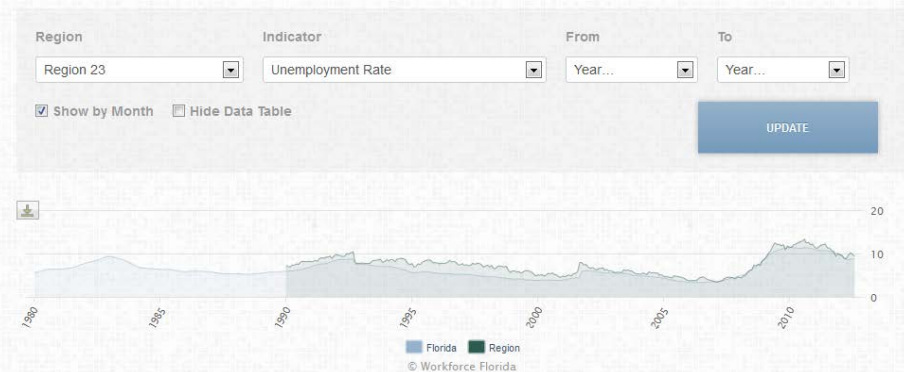 Region Indicator From To
Region 23 Unemployment Rate Year... Year...
Show by Month Hide Data Table
UPDATE
20
10
0
1980 1985 1990 1995 2000 2005 2010
Florida Region
© Workforce Florida